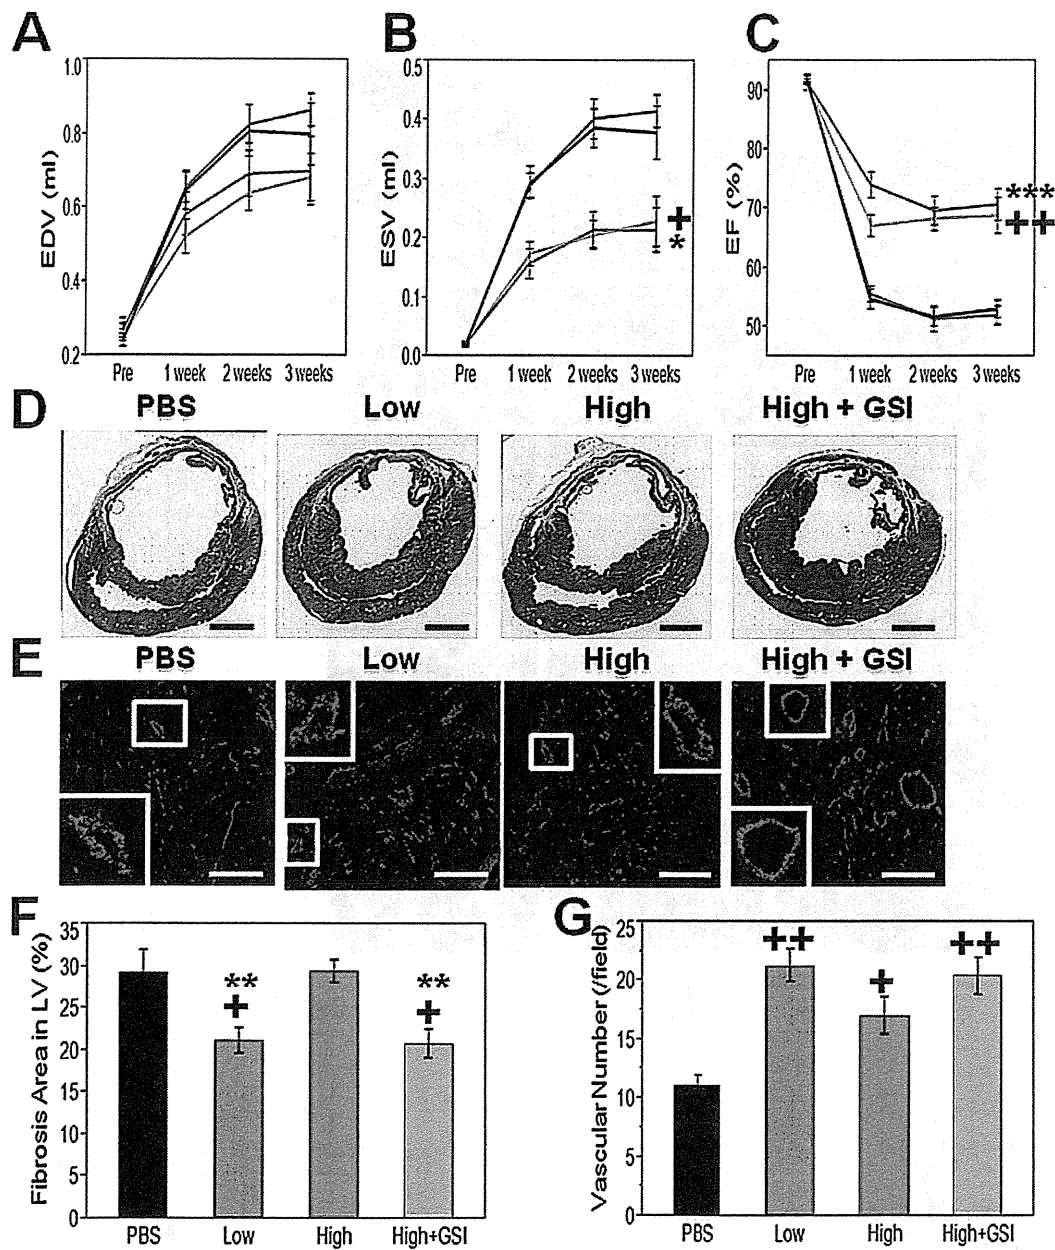 A B C
EDV (ml)
1.0
0.8
0.6
0.4
0.2
Pre 1 week 2 weeks 3 weeks
ESV (ml)
0.5
0.4
0.3
0.2
0.1
0.0
+
*
Pre 1 week 2 weeks 3 weeks
EF (%)
90
80
70
60
50
***
++
Pre 1 week 2 weeks 3 weeks
D PBS Low High High + GSI
E PBS Low High High + GSI
F
Fibrosis Area in LV (%)
35
30
25
20
15
10
5
0
** **
+ +
PBS Low High High+GSI
G
Vascular Number (/field)
25
20
15
10
5
0
++ + ++
PBS Low High High+GSI